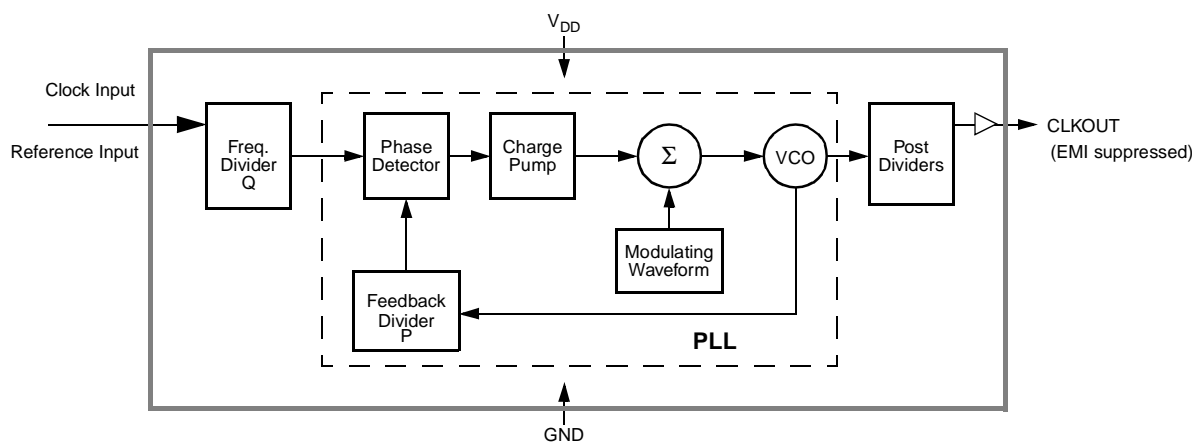 VDD
Clock Input
Reference Input
Freq.
Divider
Q
Phase
Detector
Charge
Pump
Σ
VCO
Post
Dividers
CLKOUT
(EMI suppressed)
Modulating
Waveform
Feedback
Divider
P
PLL
GND